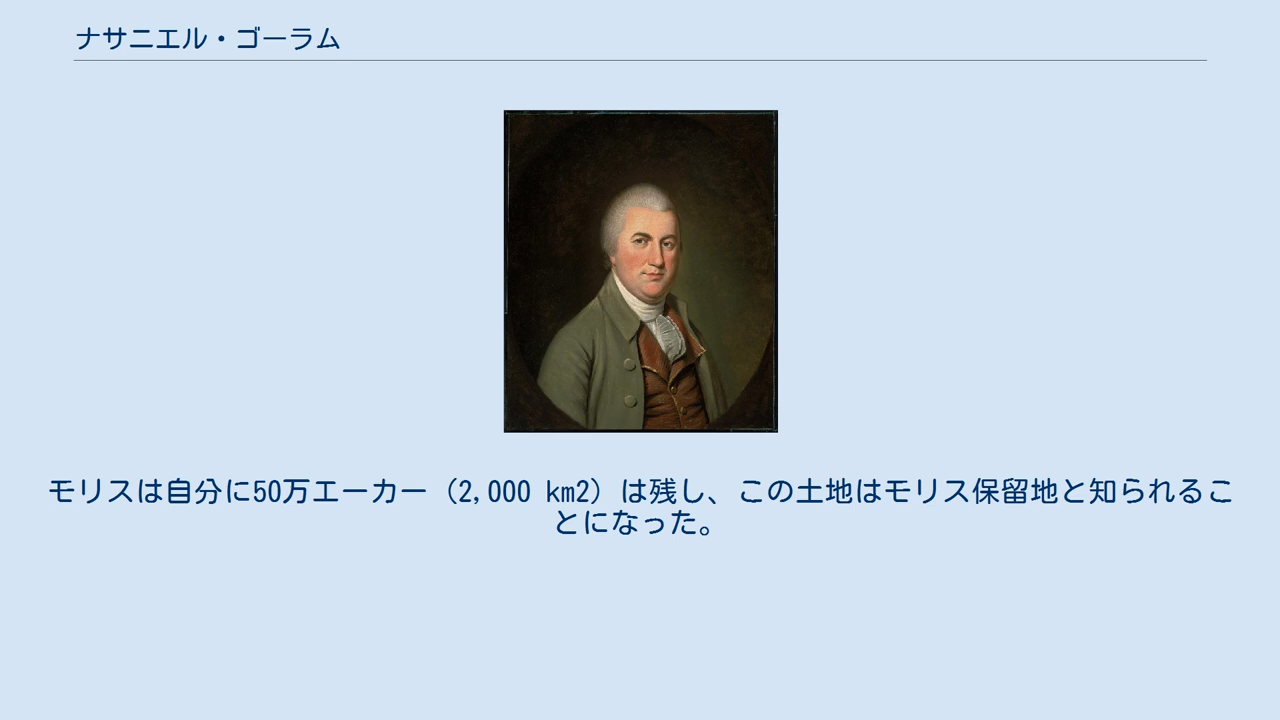 ナサニエル・ゴーラム
モリスは自分に50万エーカー（2,000 km2）は残し、この土地はモリス保留地と知られるこ
とになった。